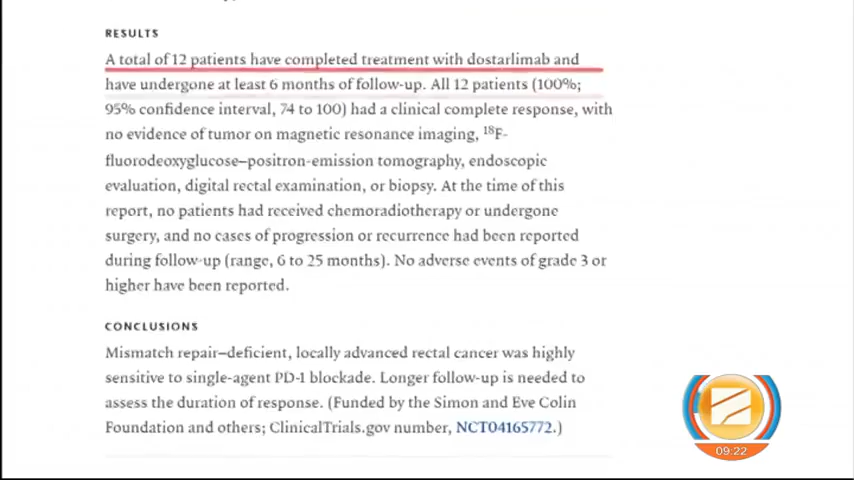 RESULTS
A total of 12 patients have completed treatment with dostarlimab and
have undergone at least 6 months of follow-up. All 12 patients (100%;
95% confidence interval, 74 to 100) had a clinical complete response, with
no evidence of tumor on magnetic resonance imaging, ¹⁸F-
fluorodeoxyglucose–positron-emission tomography, endoscopic
evaluation, digital rectal examination, or biopsy. At the time of this
report, no patients had received chemoradiotherapy or undergone
surgery, and no cases of progression or recurrence had been reported
during follow-up (range, 6 to 25 months). No adverse events of grade 3 or
higher have been reported.
CONCLUSIONS
Mismatch repair–deficient, locally advanced rectal cancer was highly
sensitive to single-agent PD-1 blockade. Longer follow-up is needed to
assess the duration of response. (Funded by the Simon and Eve Colin
Foundation and others; ClinicalTrials.gov number, NCT04165772.)
09:22